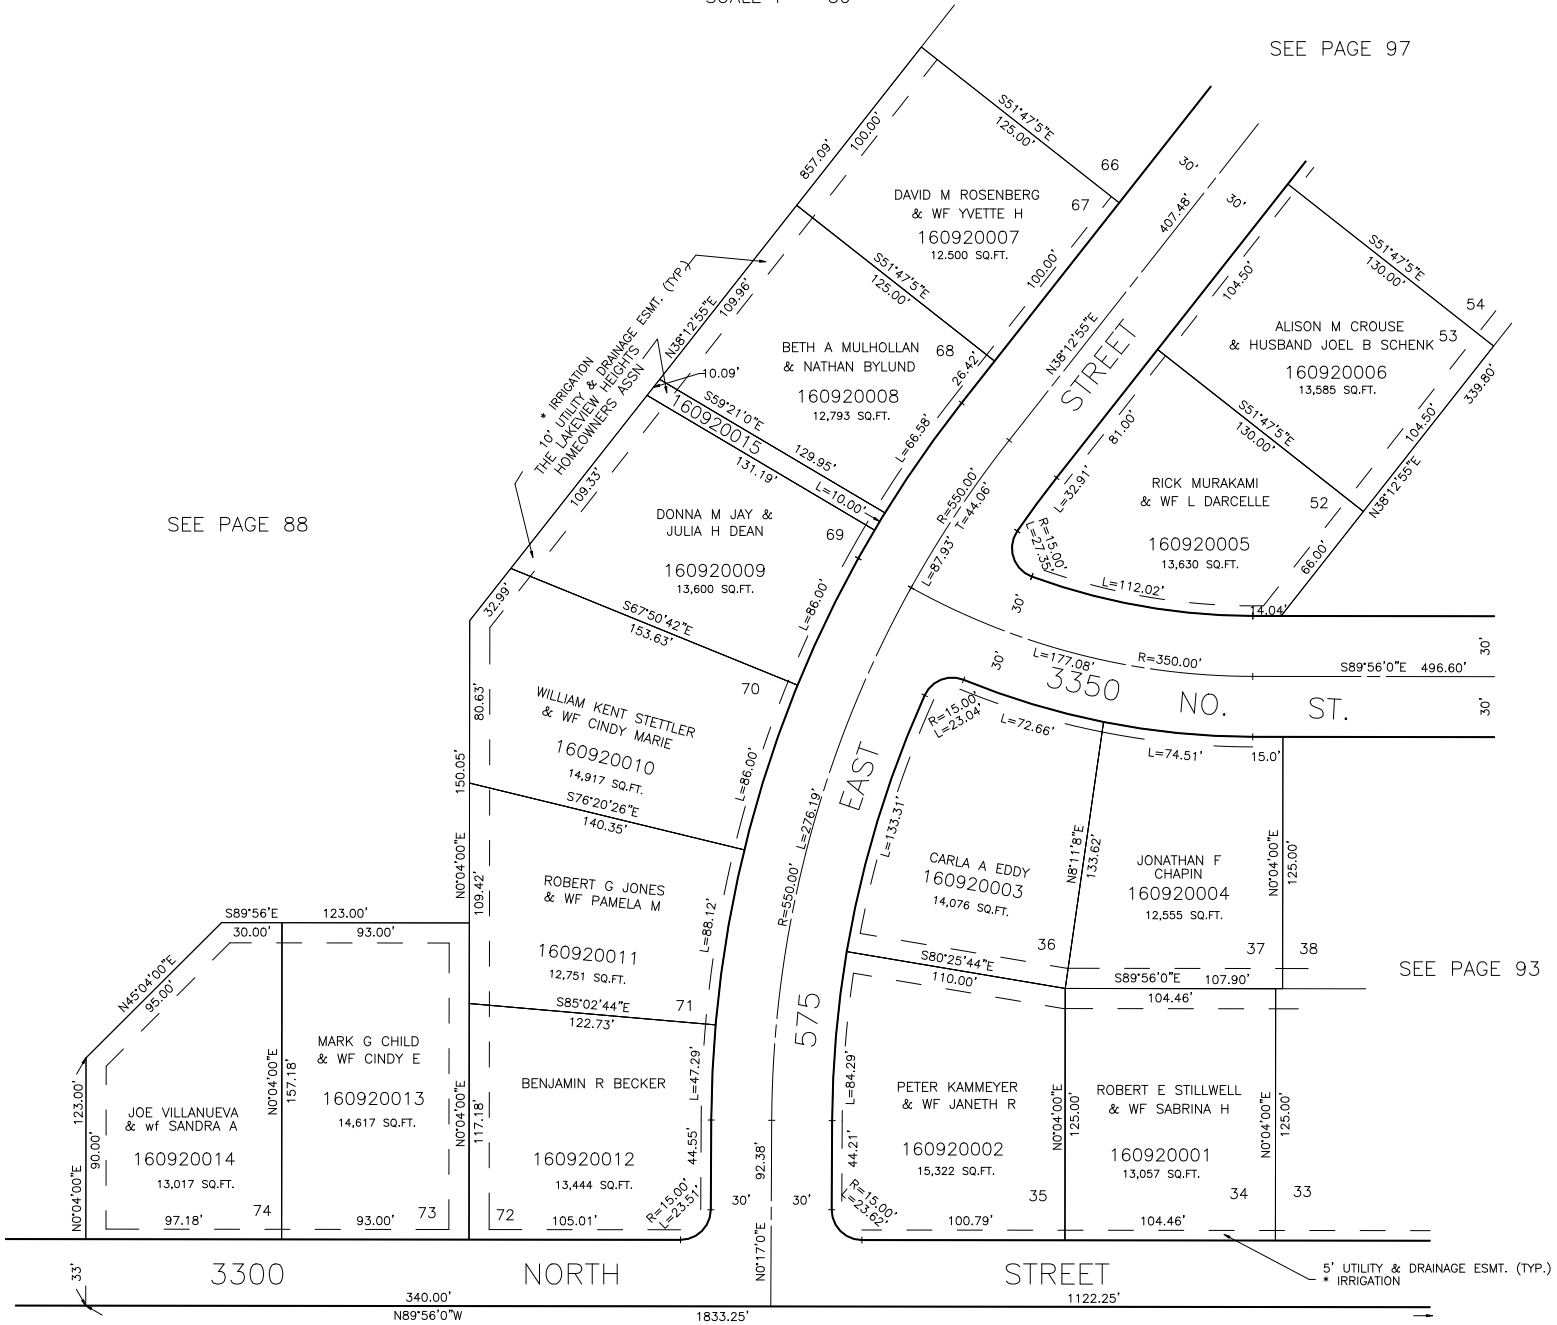 SEE PAGE 97
S51°47'5"E
125.00'
857.09'
100.00'
66
30'
DAVID M ROSENBERG
& WF YVETTE H
160920007
12.500 SQ.FT.
67
407.48'
30'
S51°47'5"E
130.00'
100.00'
S51°47'5"E
125.00'
104.50'
* IRRIGATION
10' UTILITY & DRAINAGE ESMT. (TYP.)
THE LAKEVIEW HEIGHTS
HOMEOWNERS ASSN
N38°12'55"E
109.96'
54
ALISON M CROUSE
& HUSBAND JOEL B SCHENK
53
160920006
13,585 SQ.FT.
BETH A MULHOLLAN
& NATHAN BYLUND
68
160920008
12,793 SQ.FT.
26.42'
N38°12'55"E
STREET
339.80'
10.09'
S59°21'0"E
129.95'
160920015
131.19'
L=10.00'
L=66.58'
81.00'
S51°47'5"E
130.00'
104.50'
N38°12'55"E
SEE PAGE 88
109.33'
DONNA M JAY &
JULIA H DEAN
69
160920009
13,600 SQ.FT.
R=550.00'
T=44.06'
L=87.93'
L=32.91'
RICK MURAKAMI
& WF L DARCELLE
52
160920005
13,630 SQ.FT.
66.00'
R=15.00'
L=27.35'
L=112.02'
14.04'
32.99'
S67°50'42"E
153.63'
L=86.00'
30'
30'
L=177.08'
R=350.00'
S89°56'0"E 496.60'
30'
30'
3350 NO. ST.
80.63'
70
WILLIAM KENT STETTLER
& WF CINDY MARIE
160920010
14,917 SQ.FT.
R=15.00'
L=23.04'
L=72.66'
L=74.51'
15.0'
150.05'
L=86.00'
L=276.19'
EAST
L=133.31'
S76°20'26"E
140.35'
N0°04'00"E
109.42'
ROBERT G JONES
& WF PAMELA M
160920011
12,751 SQ.FT.
L=88.12'
R=550.00'
CARLA A EDDY
160920003
14,076 SQ.FT.
36
N8°11'8"E
133.62'
JONATHAN F
CHAPIN
160920004
12,555 SQ.FT.
37
N0°04'00"E
125.00'
38
SEE PAGE 93
S89°56'E 123.00'
30.00' 93.00'
N45°04'00"E
95.00'
S80°25'44"E
110.00'
S89°56'0"E 107.90'
104.46'
71
S85°02'44"E
122.73'
575
MARK G CHILD
& WF CINDY E
160920013
14,617 SQ.FT.
N0°04'00"E
157.18'
BENJAMIN R BECKER
L=47.29'
L=84.29'
PETER KAMMEYER
& WF JANETH R
160920002
15,322 SQ.FT.
35
N0°04'00"E
125.00'
ROBERT E STILLWELL
& WF SABRINA H
160920001
13,057 SQ.FT.
34
N0°04'00"E
125.00'
33
123.00'
90.00'
N0°04'00"E
JOE VILLANUEVA
& wf SANDRA A
160920014
13,017 SQ.FT.
97.18'
74
93.00'
73
N0°04'00"E
117.18'
160920012
13,444 SQ.FT.
72
105.01'
44.55'
R=15.00'
L=23.51'
30'
92.38'
30'
44.21'
R=15.00'
L=23.62'
100.79'
104.46'
N0°17'0"E
33'
3300 NORTH STREET
5' UTILITY & DRAINAGE ESMT. (TYP.)
* IRRIGATION
340.00'
1122.25'
N89°56'0"W
1833.25'